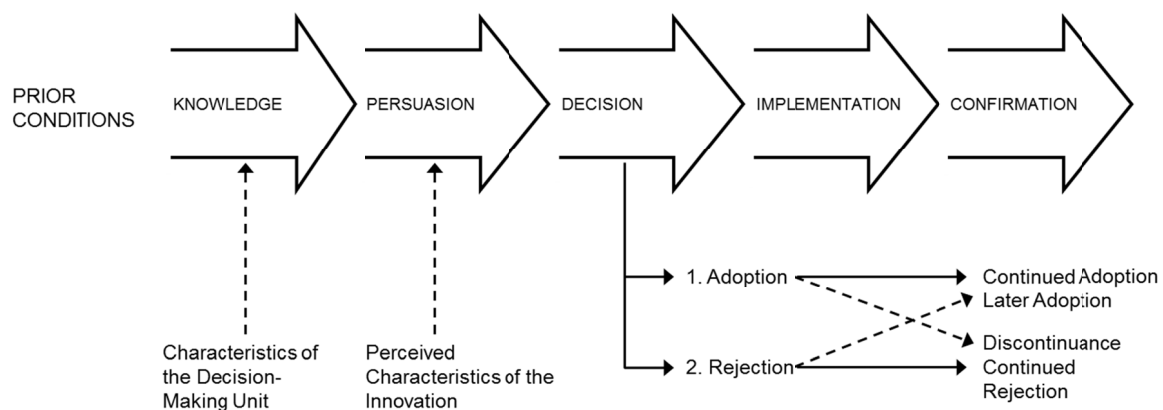 PRIOR
CONDITIONS
KNOWLEDGE
PERSUASION
DECISION
IMPLEMENTATION
CONFIRMATION
1. Adoption
Continued Adoption
Later Adoption
Discontinuance
2. Rejection
Continued
Rejection
Characteristics of
the Decision-
Making Unit
Perceived
Characteristics of the
Innovation